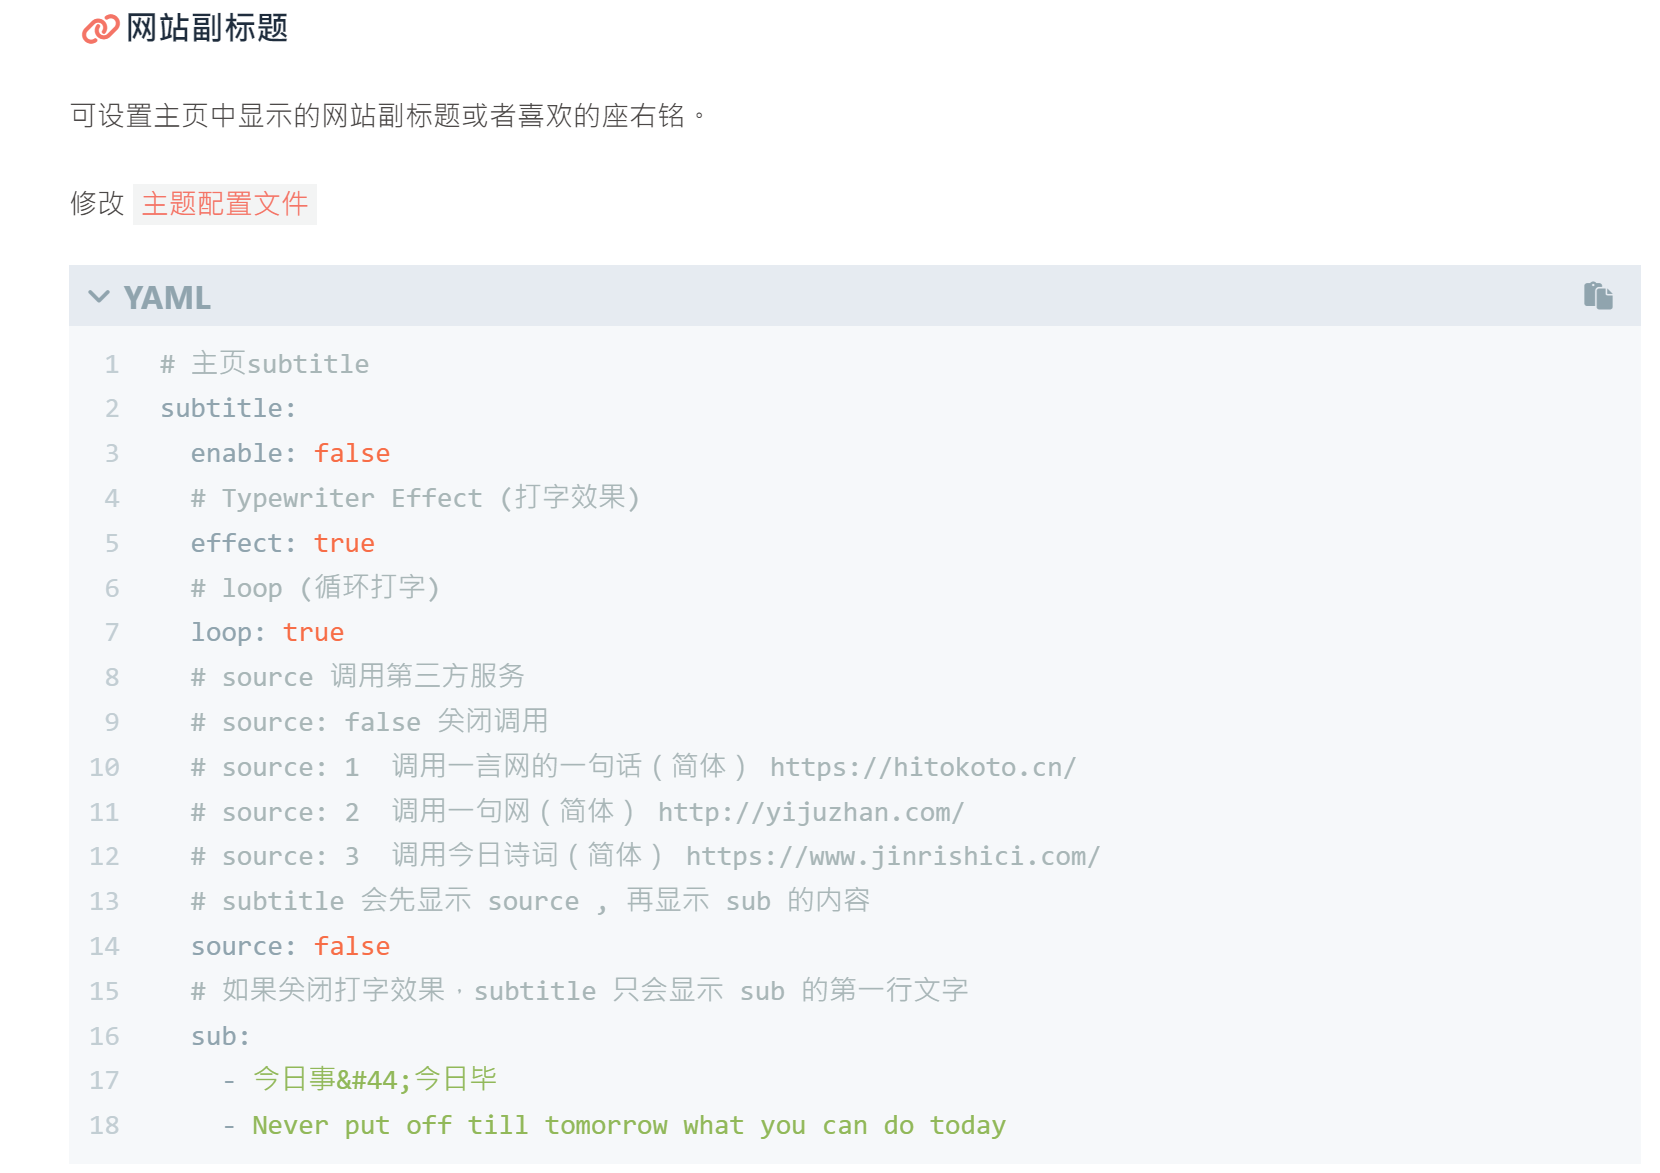 网站副标题
可设置主页中显示的网站副标题或者喜欢的座右铭。
修改 主题配置文件
YAML
1 # 主页subtitle
2 subtitle:
3 enable: false
4 # Typewriter Effect (打字效果)
5 effect: true
6 # loop (循环打字)
7 loop: true
8 # source 调用第三方服务
9 # source: false 关闭调用
10 # source: 1  调用一言网的一句话（简体） https://hitokoto.cn/
11 # source: 2  调用一句网（简体） http://yijuzhan.com/
12 # source: 3  调用今日诗词（简体） https://www.jinrishici.com/
13 # subtitle 会先显示 source , 再显示 sub 的内容
14 source: false
15 # 如果关闭打字效果，subtitle 只会显示 sub 的第一行文字
16 sub:
17 - 今日事&#44;今日毕
18 - Never put off till tomorrow what you can do today